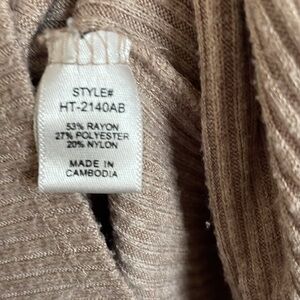 STYLE#
HT-2140AB
53% RAYON
27% POLYESTER
20% NYLON
MADE IN
CAMBODIA